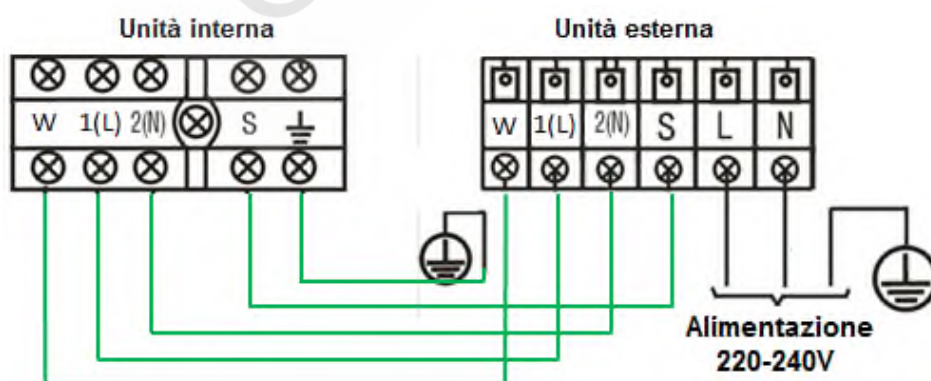 Unità interna
Unità esterna
W 1(L) 2(N) S
W 1(L) 2(N) S L N
Alimentazione
220-240V